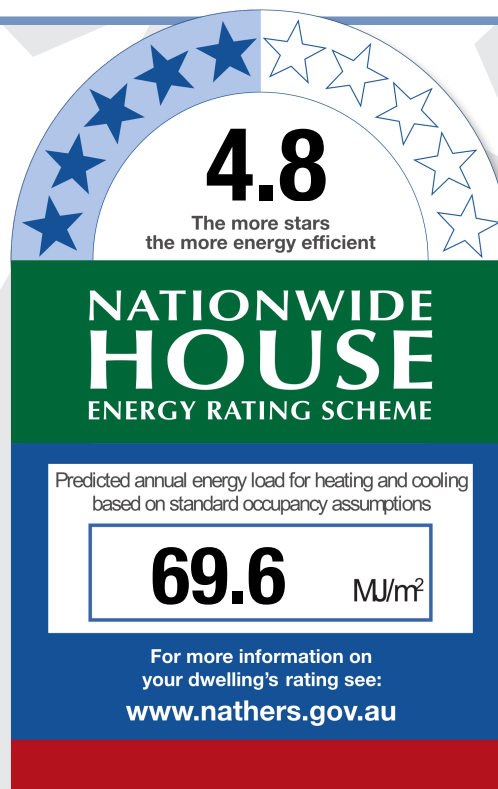 4.8
The more stars
the more energy efficient
NATIONWIDE
HOUSE
ENERGY RATING SCHEME
Predicted annual energy load for heating and cooling
based on standard occupancy assumptions
69.6 MJ/m²
For more information on
your dwelling's rating see:
www.nathers.gov.au